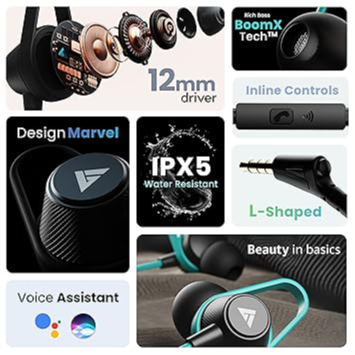 12mm
driver
Rich Bass
BoomX
Tech™
Inline Controls
Design Marvel
IPX5
Water Resistant
L-Shaped
Beauty in basics
Voice Assistant